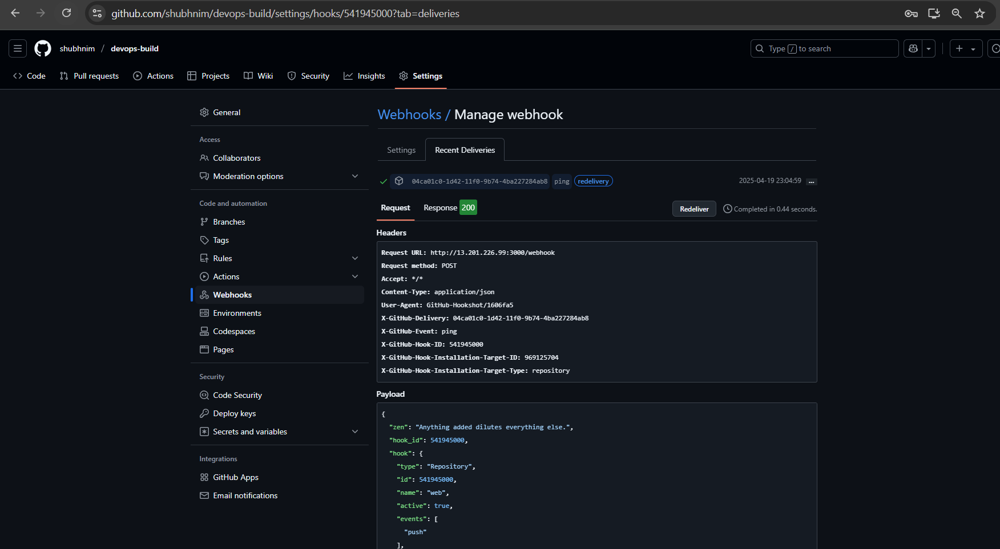 github.com/shubhnim/devops-build/settings/hooks/541945000?tab=deliveries
shubhnim / devops-build
Type / to search
Code
Pull requests
Actions
Projects
Wiki
Security
Insights
Settings
General
Access
Collaborators
Moderation options
Code and automation
Branches
Tags
Rules
Actions
Webhooks
Environments
Codespaces
Pages
Security
Code Security
Deploy keys
Secrets and variables
Integrations
GitHub Apps
Email notifications
Webhooks / Manage webhook
Settings
Recent Deliveries
04ca01c0-1d42-11f0-9b74-4ba227284ab8 ping redelivery 2025-04-19 23:04:59 ...
Request
Response 200
Redeliver
Completed in 0.44 seconds.
Headers
Request URL: http://13.201.226.99:3000/webhook
Request method: POST
Accept: */*
Content-Type: application/json
User-Agent: GitHub-Hookshot/1606fa5
X-GitHub-Delivery: 04ca01c0-1d42-11f0-9b74-4ba227284ab8
X-GitHub-Event: ping
X-GitHub-Hook-ID: 541945000
X-GitHub-Hook-Installation-Target-ID: 969125704
X-GitHub-Hook-Installation-Target-Type: repository
Payload
{
"zen": "Anything added dilutes everything else.",
"hook_id": 541945000,
"hook": {
"type": "Repository",
"id": 541945000,
"name": "web",
"active": true,
"events": [
"push"
],